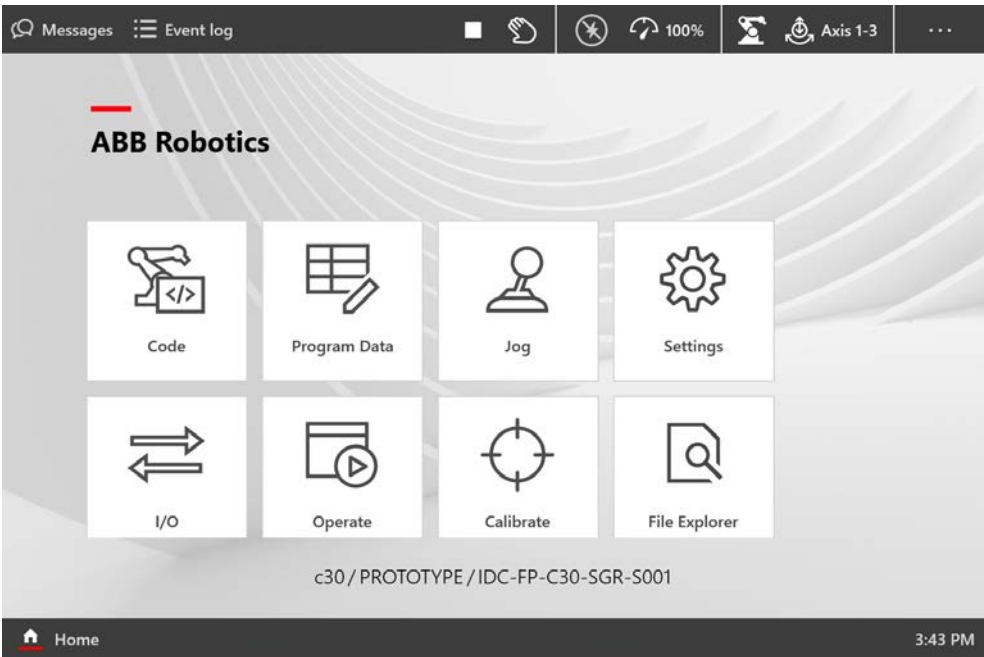 Messages Event log 100% Axis 1-3 ...
ABB Robotics
</>
Code Program Data Jog Settings
I/O Operate Calibrate File Explorer
c30 / PROTOTYPE / IDC-FP-C30-SGR-S001
Home 3:43 PM